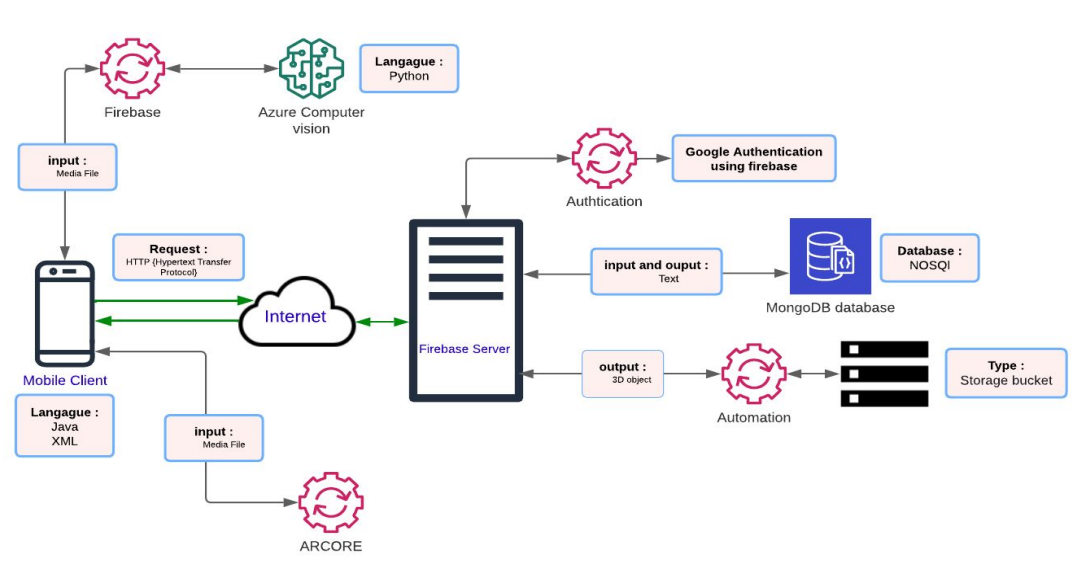 Langague :
Python
Firebase
Azure Computer
vision
input :
Media File
Google Authentication
using firebase
Authtication
Request :
HTTP {Hypertext Transfer
Protocol}
Internet
Firebase Server
input and ouput :
Text
MongoDB database
Database :
NOSQl
Mobile Client
Langague :
Java
XML
output :
3D object
Automation
Type :
Storage bucket
input :
Media File
ARCORE